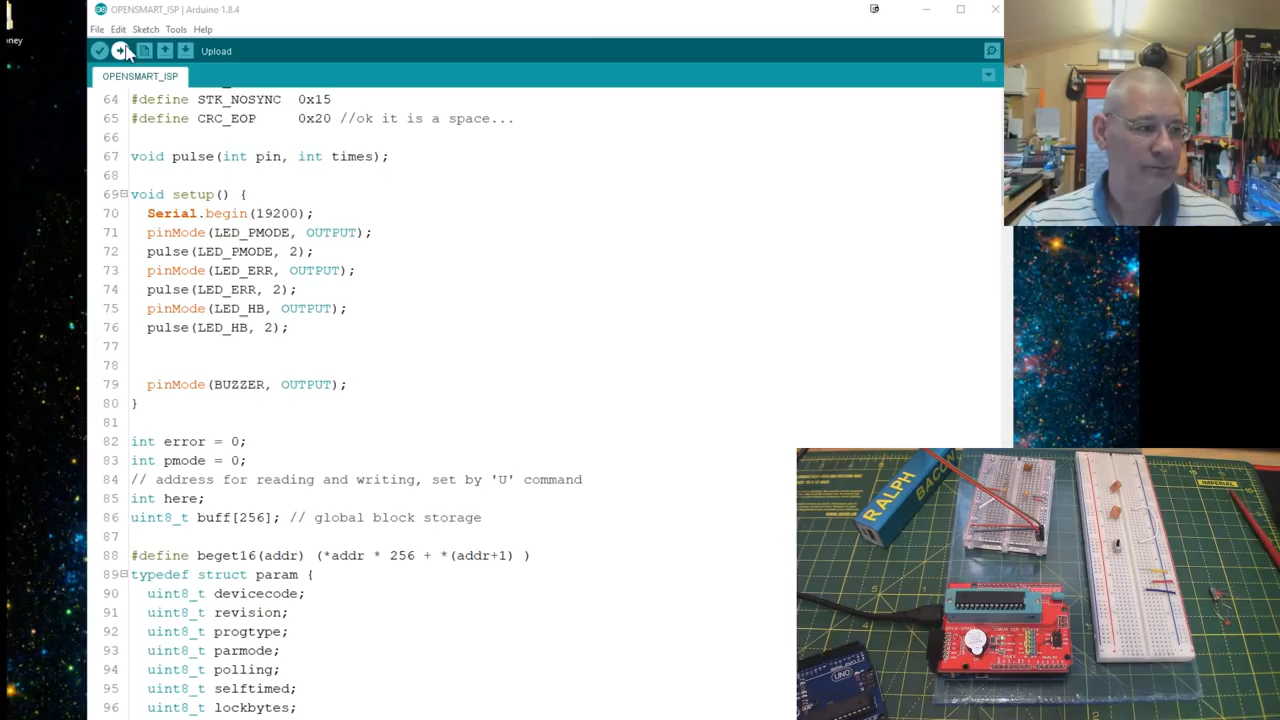 OPENSMART_ISP | Arduino 1.8.4
ney
File Edit Sketch Tools Help
Upload
OPENSMART_ISP
64 #define STK_NOSYNC 0x15
65 #define CRC_EOP 0x20 //ok it is a space...
66
67 void pulse(int pin, int times);
68
69 void setup() {
70 Serial.begin(19200);
71 pinMode(LED_PMODE, OUTPUT);
72 pulse(LED_PMODE, 2);
73 pinMode(LED_ERR, OUTPUT);
74 pulse(LED_ERR, 2);
75 pinMode(LED_HB, OUTPUT);
76 pulse(LED_HB, 2);
77
78
79 pinMode(BUZZER, OUTPUT);
80 }
81
82 int error = 0;
83 int pmode = 0;
84 // address for reading and writing, set by 'U' command
85 int here;
86 uint8_t buff[256]; // global block storage
87
88 #define beget16(addr) (*addr * 256 + *(addr+1) )
89 typedef struct param {
90 uint8_t devicecode;
91 uint8_t revision;
92 uint8_t progtype;
93 uint8_t parmode;
94 uint8_t polling;
95 uint8_t selftimed;
96 uint8_t lockbytes;
RALPH
BACO
IMPERIAL
UNO